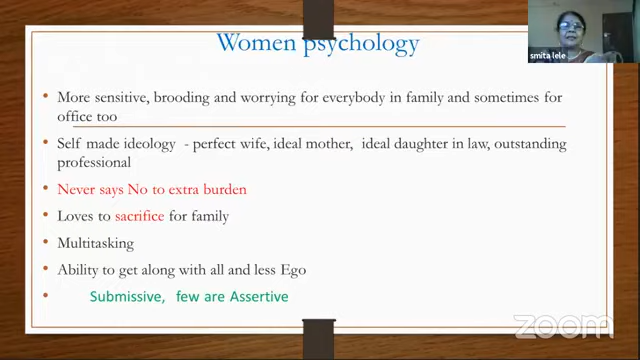 Women psychology
smita lele
• More sensitive, brooding and worrying for everybody in family and sometimes for
office too
• Self made ideology - perfect wife, ideal mother, ideal daughter in law, outstanding
professional
• Never says No to extra burden
• Loves to sacrifice for family
• Multitasking
• Ability to get along with all and less Ego
• Submissive, few are Assertive
zoom